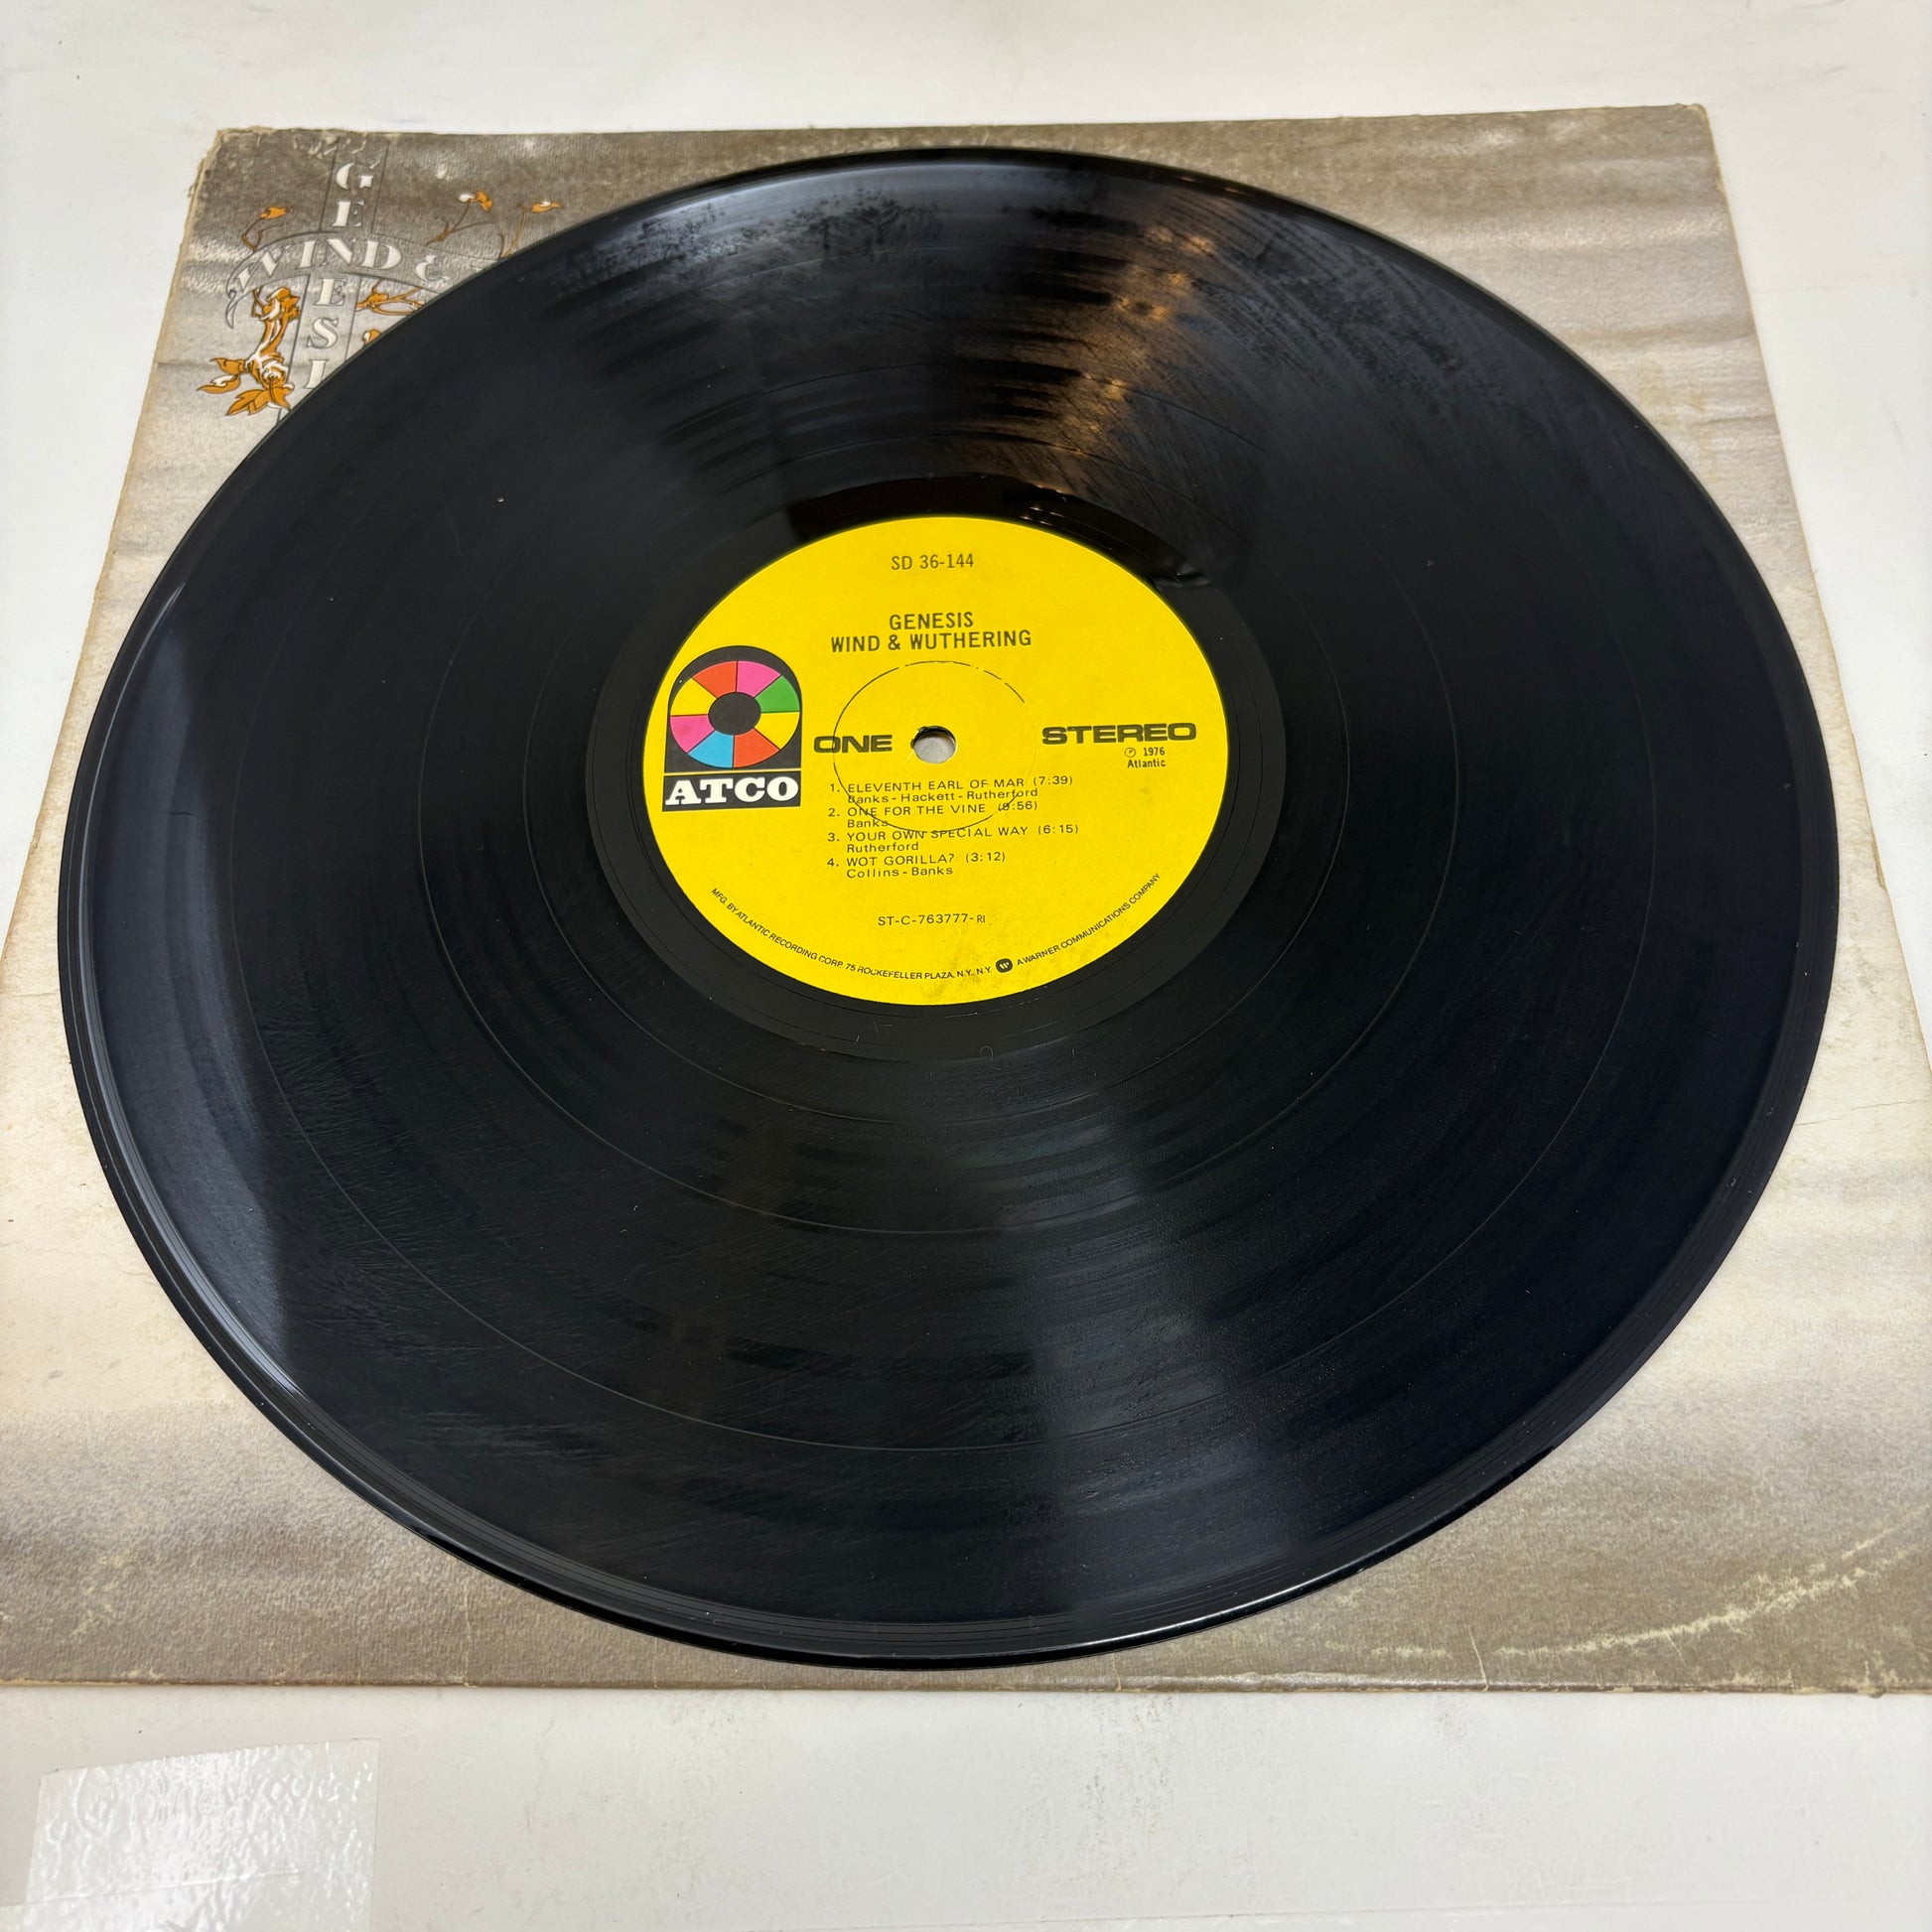 GENESI
WIND &
SD 36-144
GENESIS
WIND & WUTHERING
ATCO
ONE
STEREO
℗ 1976
Atlantic
1. ELEVENTH EARL OF MAR (7:39)
Banks - Hackett - Rutherford
2. ONE FOR THE VINE (9:56)
Banks
3. YOUR OWN SPECIAL WAY (6:15)
Rutherford
4. WOT GORILLA? (3:12)
Collins - Banks
ST-C-763777-RI
MFG. BY ATLANTIC RECORDING CORP. 75 ROCKEFELLER PLAZA, N.Y., N.Y. W A WARNER COMMUNICATIONS COMPANY